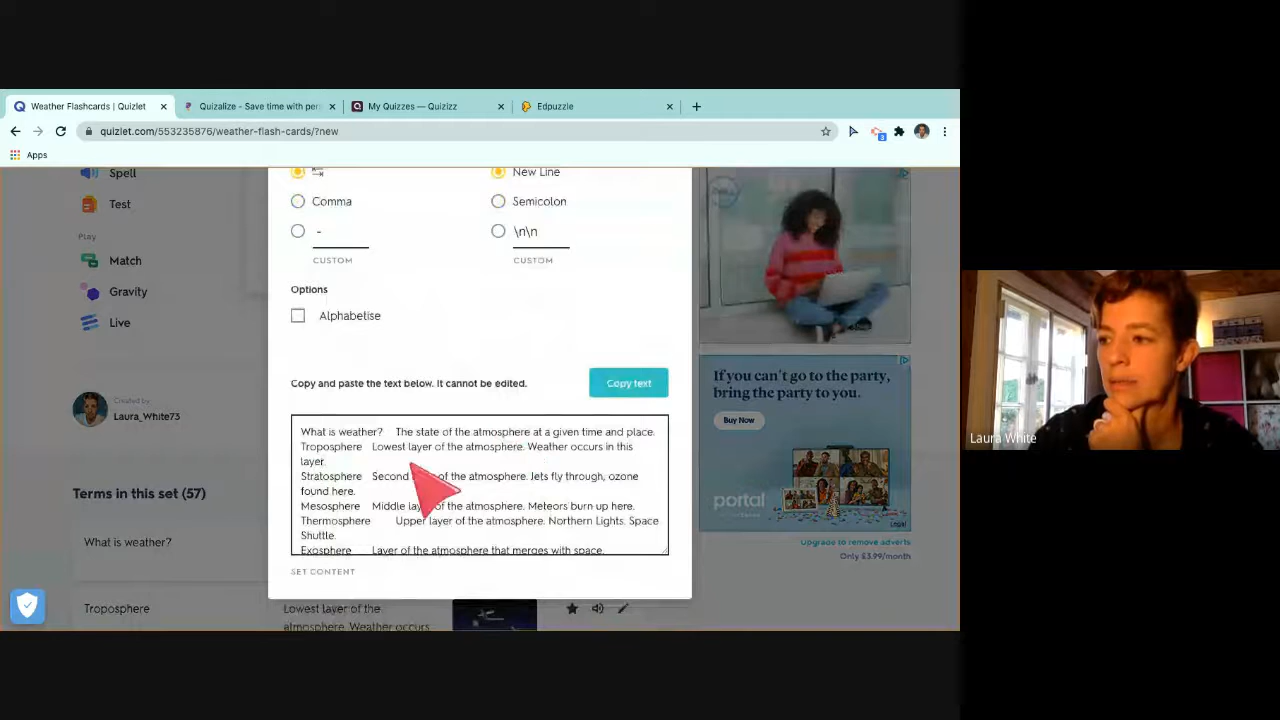 Weather Flashcards | Quizlet
Quizalize - Save time with per
My Quizzes — Quizizz
Edpuzzle
quizlet.com/553235876/weather-flash-cards/?new
3
Apps
Spell
New Line
Test
Comma
Semicolon
-
\n\n
Play
CUSTOM
CUSTOM
Match
Options
Gravity
Alphabetise
Live
Copy and paste the text below. It cannot be edited.
Copy text
If you can't go to the party,
bring the party to you.
Buy Now
Created by
Laura_White73
What is weather? The state of the atmosphere at a given time and place.
Troposphere Lowest layer of the atmosphere. Weather occurs in this
layer.
Stratosphere Second of the atmosphere. Jets fly through, ozone
found here.
Mesosphere Middle of the atmosphere. Meteors burn up here.
Thermosphere Upper layer of the atmosphere. Northern Lights. Space
Shuttle.
Exosphere Layer of the atmosphere that merges with space.
SET CONTENT
Terms in this set (57)
What is weather?
portal
Upgrade to remove adverts
Only £3.99/month
Troposphere
Lowest layer of the
atmosphere. Weather occurs
Laura White